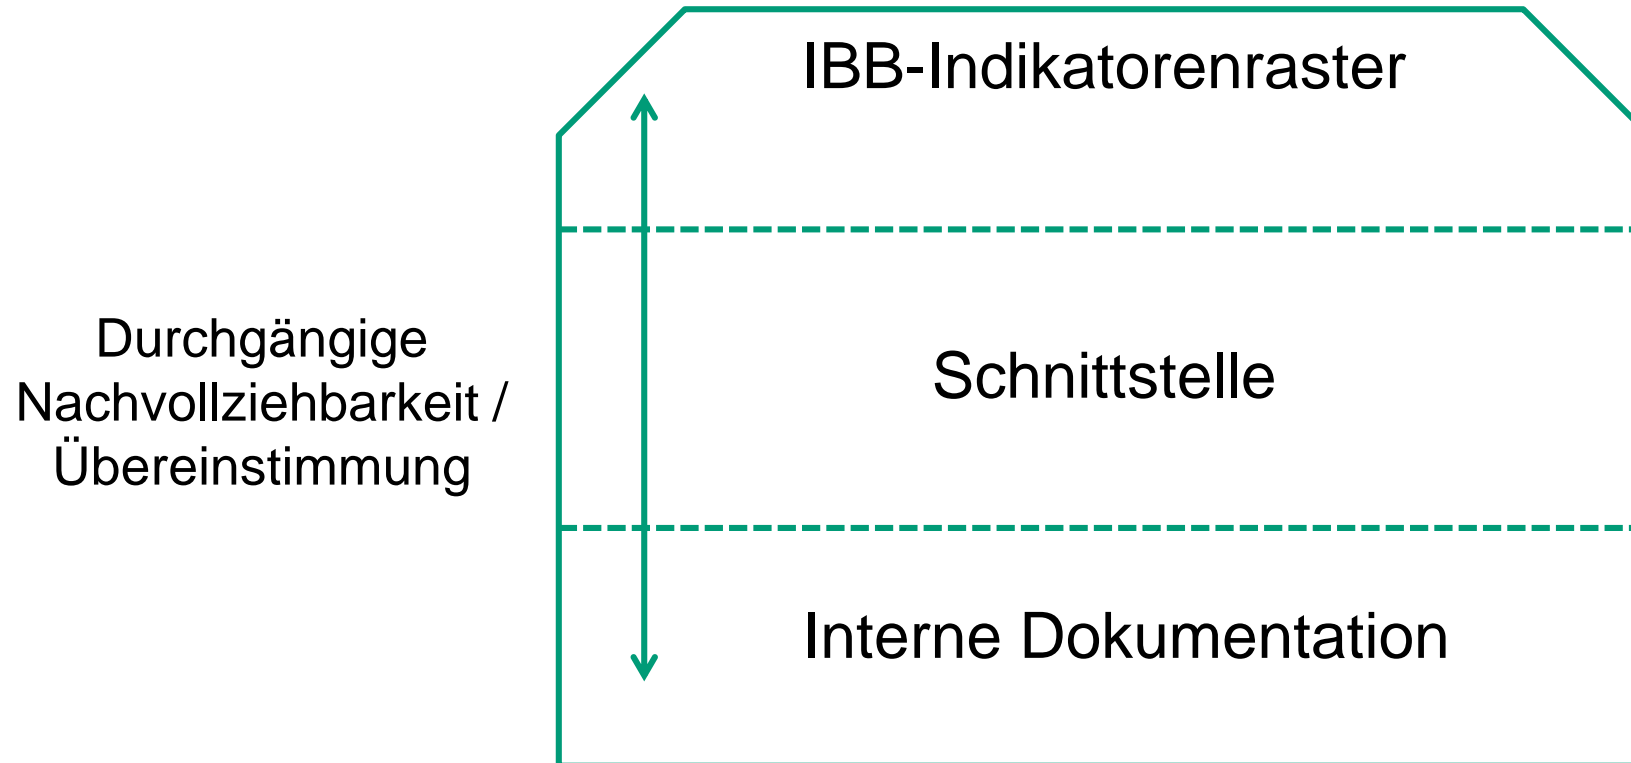 IBB-Indikatorenraster
Durchgängige
Nachvollziehbarkeit /
Übereinstimmung
Schnittstelle
Interne Dokumentation